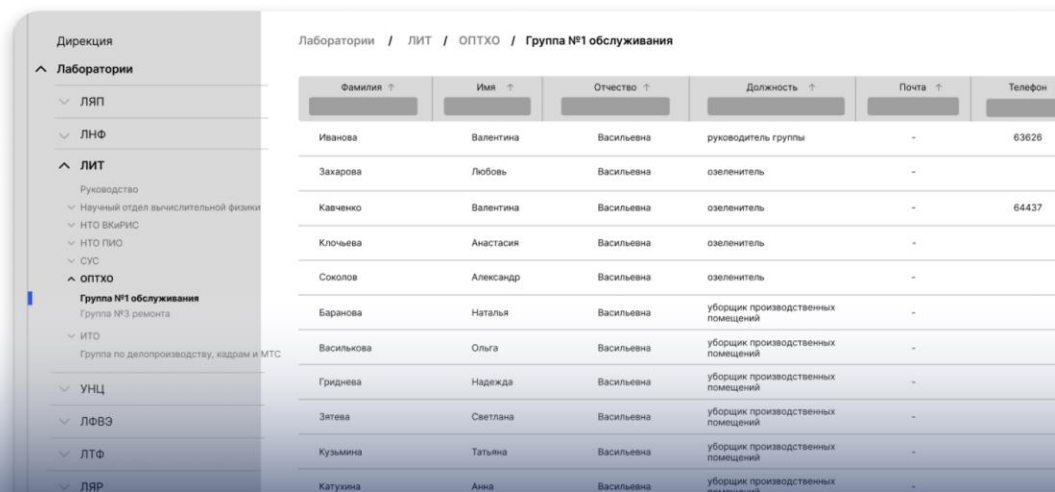 Дирекция
Лаборатории
ЛЯП
ЛНФ
ЛИТ
Руководство
Научный отдел вычислительной физики
НТО ВКиРИС
НТО ПИО
СУС
ОПТХО
Группа №1 обслуживания
Группа №3 ремонта
ИТО
Группа по делопроизводству, кадрам и МТС
УНЦ
ЛФВЭ
ЛТФ
ЛЯР
Лаборатории / ЛИТ / ОПТХО / Группа №1 обслуживания
Фамилия ↑ Имя ↑ Отчество ↑ Должность ↑ Почта ↑ Телефон
Иванова Валентина Васильевна руководитель группы - 63626
Захарова Любовь Васильевна озеленитель -
Кавченко Валентина Васильевна озеленитель - 64437
Клочьева Анастасия Васильевна озеленитель -
Соколов Александр Васильевна озеленитель -
Баранова Наталья Васильевна уборщик производственных
помещений -
Василькова Ольга Васильевна уборщик производственных
помещений -
Гриднева Надежда Васильевна уборщик производственных
помещений -
Зятева Светлана Васильевна уборщик производственных
помещений -
Кузьмина Татьяна Васильевна уборщик производственных
помещений -
Катухина Анна Васильевна уборщик производственных